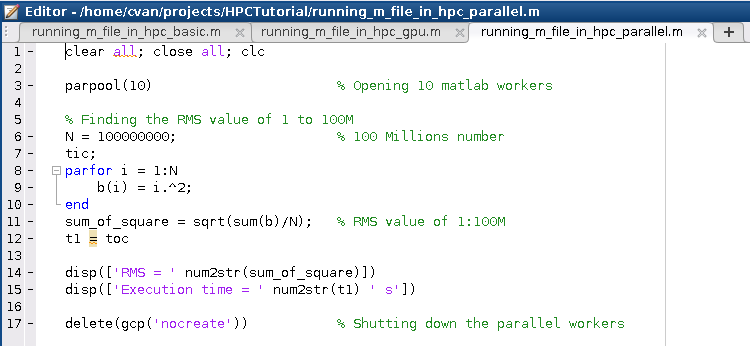 Editor - /home/cvan/projects/HPCTutorial/running_m_file_in_hpc_parallel.m
running_m_file_in_hpc_basic.m × running_m_file_in_hpc_gpu.m × running_m_file_in_hpc_parallel.m × +
1 - clear all; close all; clc
2
3 - parpool(10) % Opening 10 matlab workers
4
5 % Finding the RMS value of 1 to 100M
6 - N = 100000000; % 100 Millions number
7 - tic;
8 - parfor i = 1:N
9 - b(i) = i.^2;
10 - end
11 - sum_of_square = sqrt(sum(b)/N); % RMS value of 1:100M
12 - t1 = toc
13
14 - disp(['RMS = ' num2str(sum_of_square)])
15 - disp(['Execution time = ' num2str(t1) ' s'])
16
17 - delete(gcp('nocreate')) % Shutting down the parallel workers